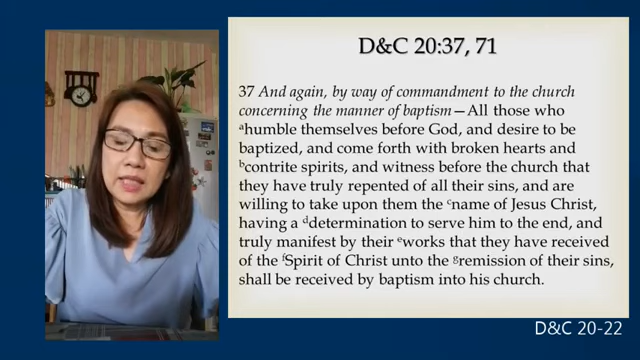 D&C 20:37, 71
37 And again, by way of commandment to the church
concerning the manner of baptism—All those who
ahumble themselves before God, and desire to be
baptized, and come forth with broken hearts and
bcontrite spirits, and witness before the church that
they have truly repented of all their sins, and are
willing to take upon them the cname of Jesus Christ,
having a ddetermination to serve him to the end, and
truly manifest by their eworks that they have received
of the fSpirit of Christ unto the gremission of their sins,
shall be received by baptism into his church.
D&C 20-22